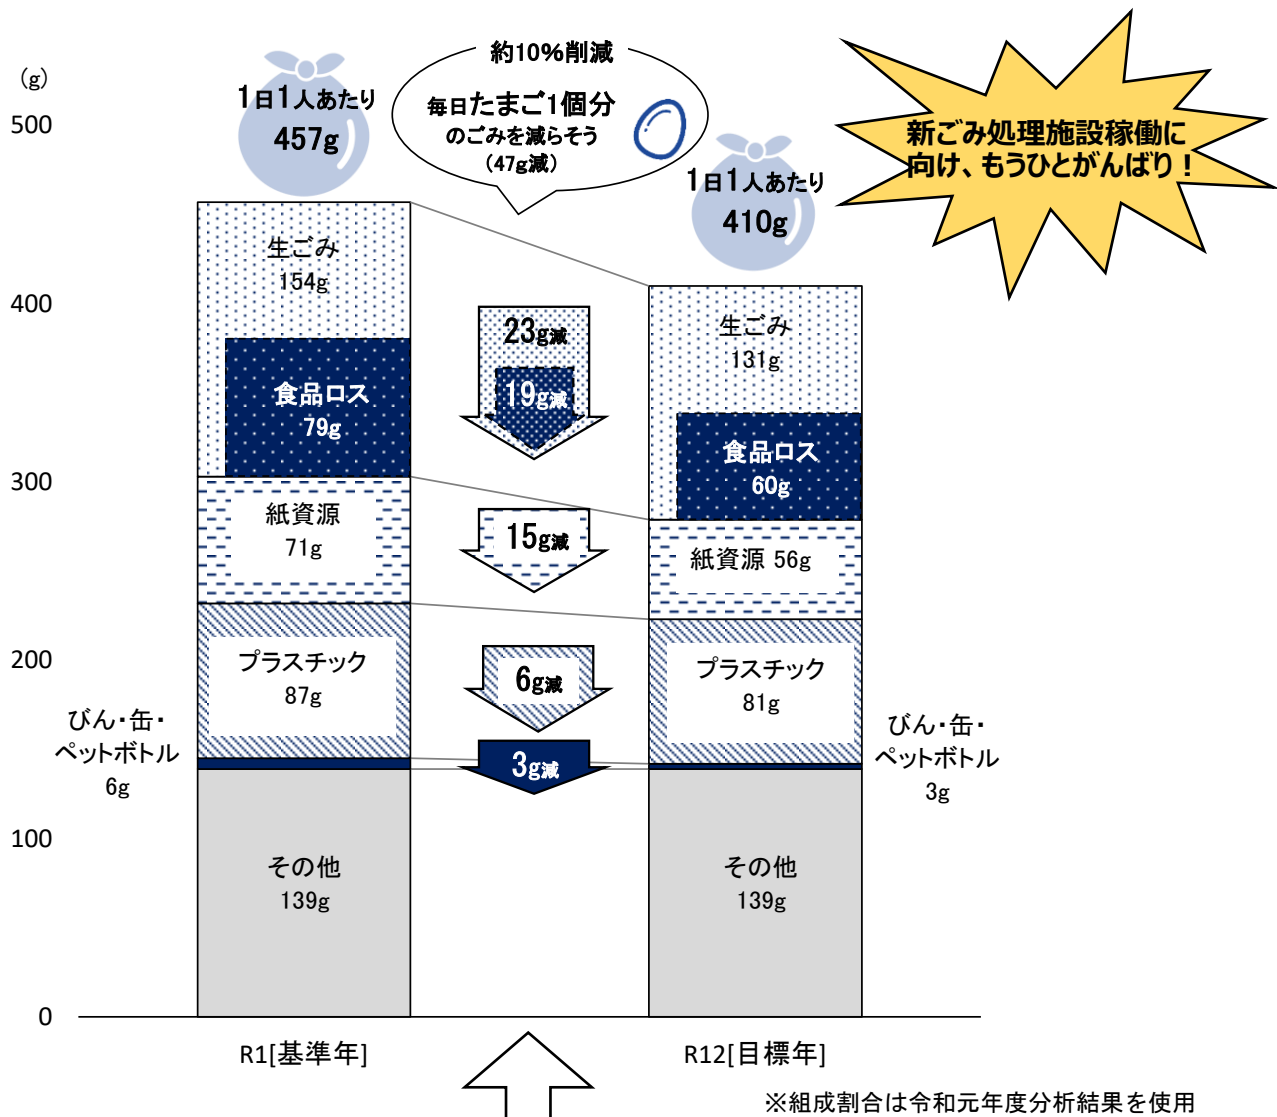 (g)
500
400
300
200
100
0
1日1人あたり
457g
約10%削減
毎日たまご1個分
のごみを減らそう
(47g減)
1日1人あたり
410g
新ごみ処理施設稼働に
向け、もうひとがんばり！
生ごみ
154g
食品ロス
79g
紙資源
71g
プラスチック
87g
びん・缶・
ペットボトル
6g
その他
139g
23g減
19g減
15g減
6g減
3g減
生ごみ
131g
食品ロス
60g
紙資源 56g
プラスチック
81g
びん・缶・
ペットボトル
3g
その他
139g
R1[基準年]
R12[目標年]
※組成割合は令和元年度分析結果を使用